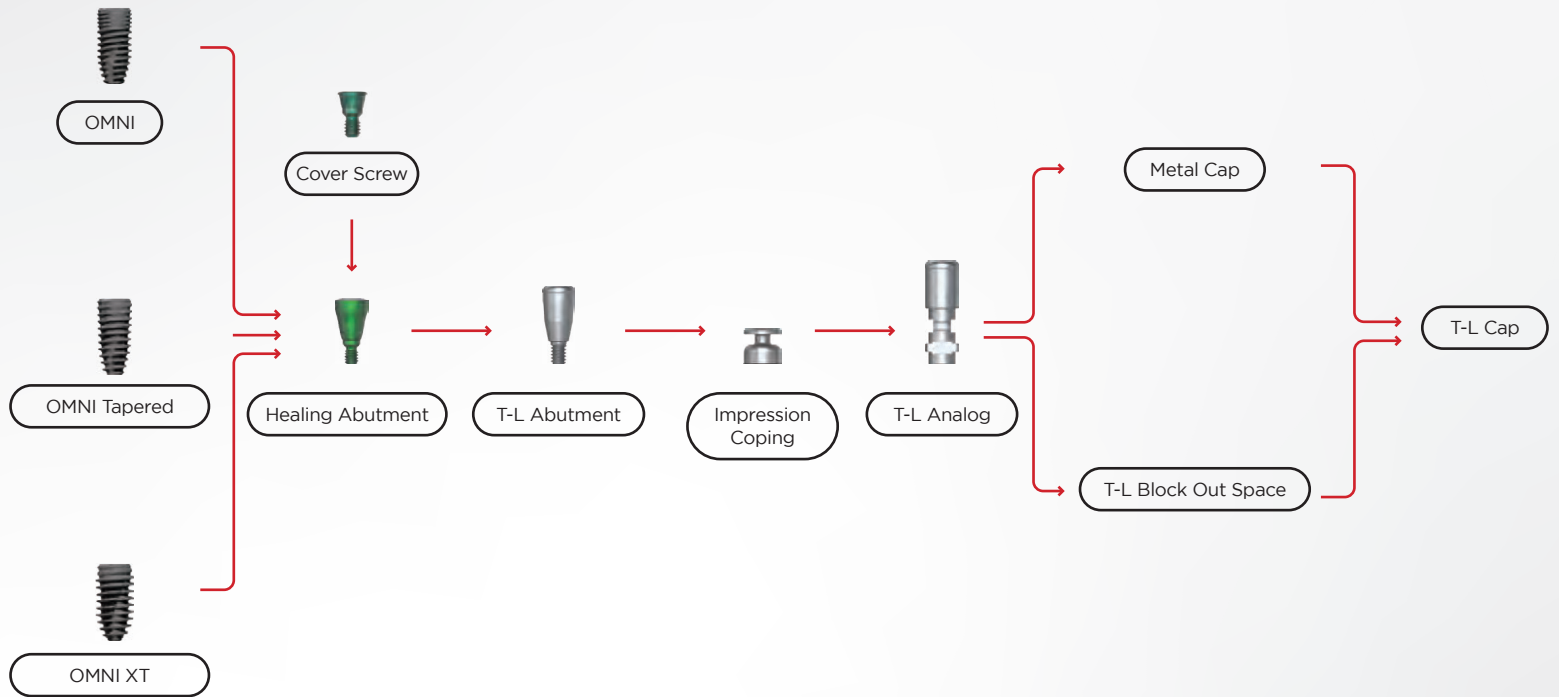 OMNI
Cover Screw
Metal Cap
T-L Cap
OMNI Tapered
Healing Abutment
T-L Abutment
Impression
Coping
T-L Analog
T-L Block Out Space
OMNI XT